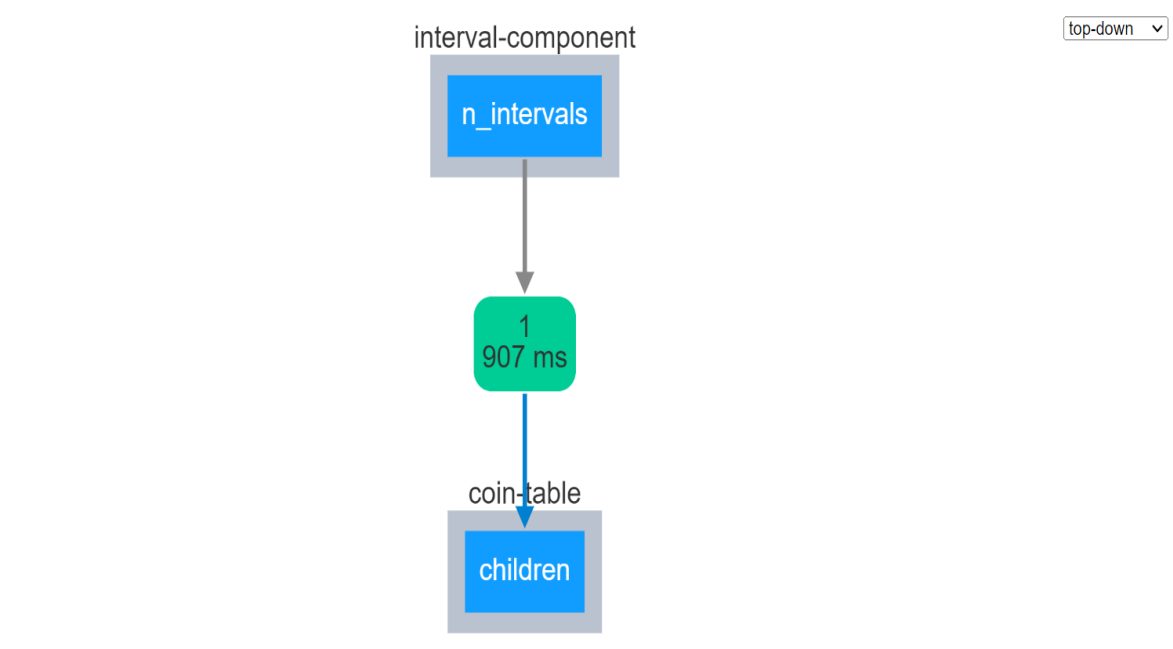 interval-component
top-down
n_intervals
1
907 ms
coin-table
children